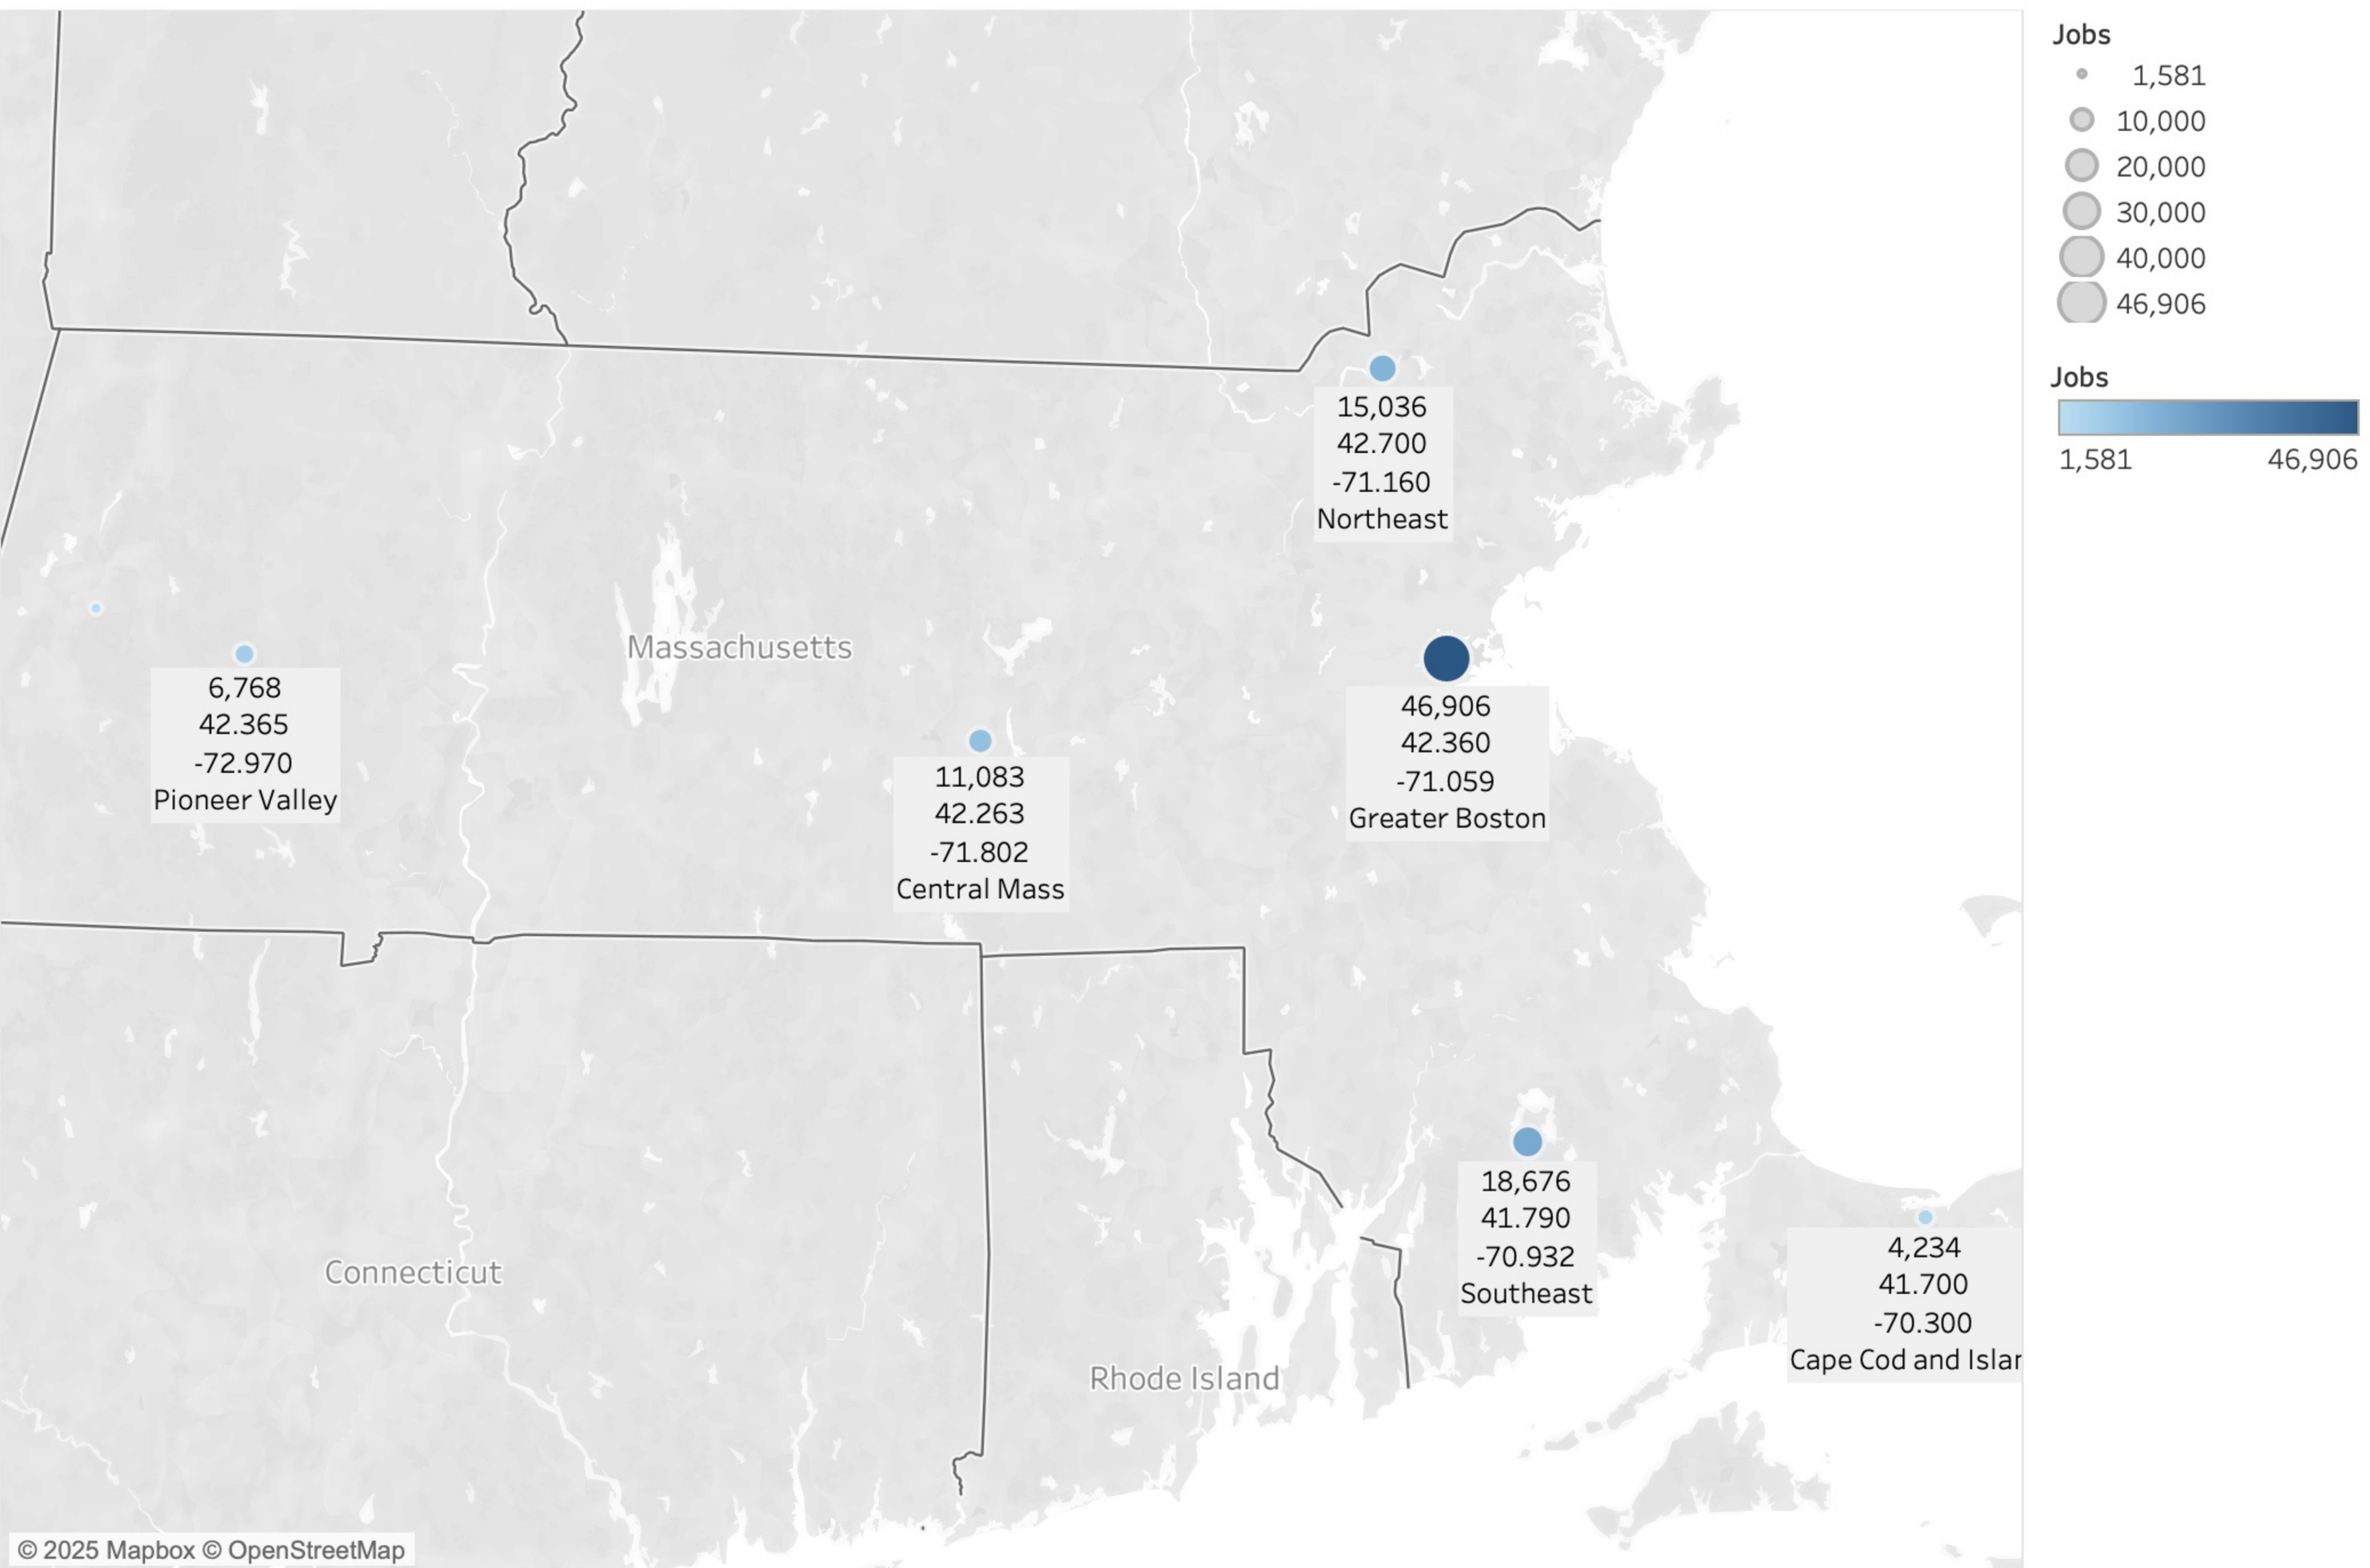 Jobs
1,581
10,000
20,000
30,000
40,000
46,906
Jobs
1,581 46,906
15,036
42.700
-71.160
Northeast
Massachusetts
6,768
42.365
-72.970
Pioneer Valley
46,906
42.360
-71.059
Greater Boston
11,083
42.263
-71.802
Central Mass
18,676
41.790
-70.932
Southeast
4,234
41.700
-70.300
Cape Cod and Islar
Connecticut
Rhode Island
© 2025 Mapbox © OpenStreetMap